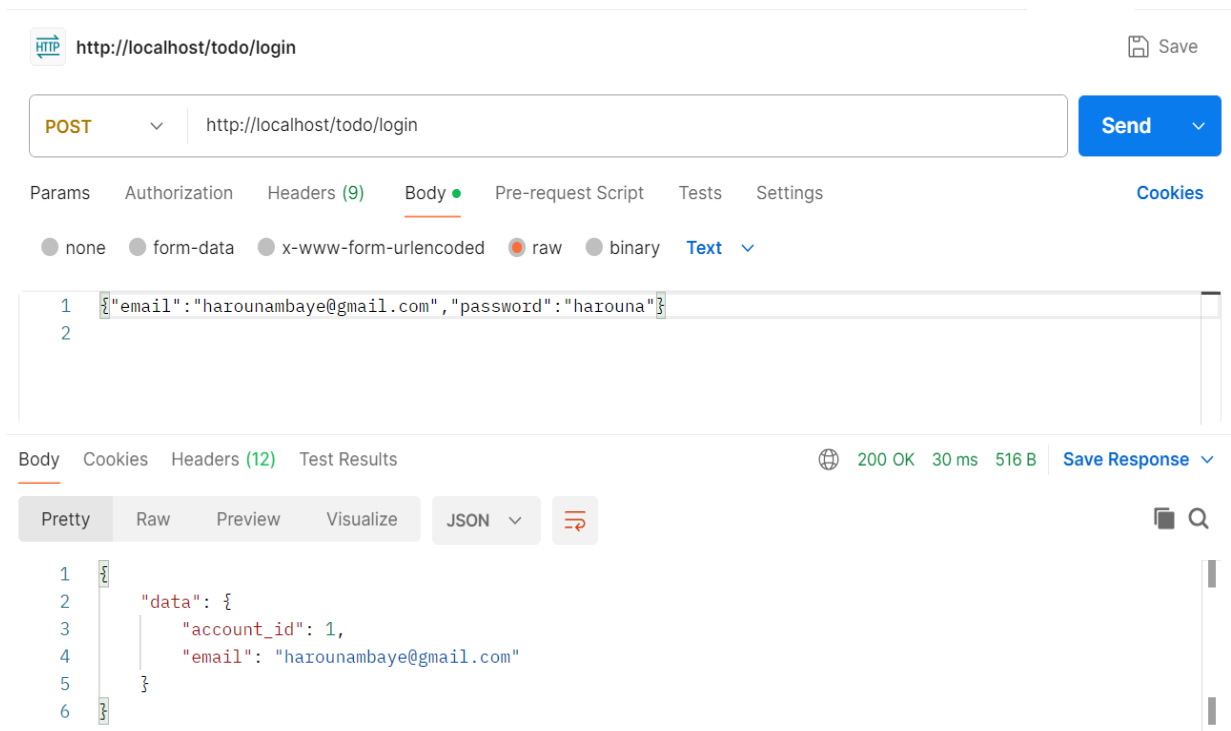 HTTP http://localhost/todo/login Save
POST http://localhost/todo/login Send
Params Authorization Headers (9) Body Pre-request Script Tests Settings Cookies
none form-data x-www-form-urlencoded raw binary Text
1 {"email":"harounambaye@gmail.com","password":"harouna"}
2
Body Cookies Headers (12) Test Results 200 OK 30 ms 516 B Save Response
Pretty Raw Preview Visualize JSON
1 {
2 "data": {
3 "account_id": 1,
4 "email": "harounambaye@gmail.com"
5 }
6 }